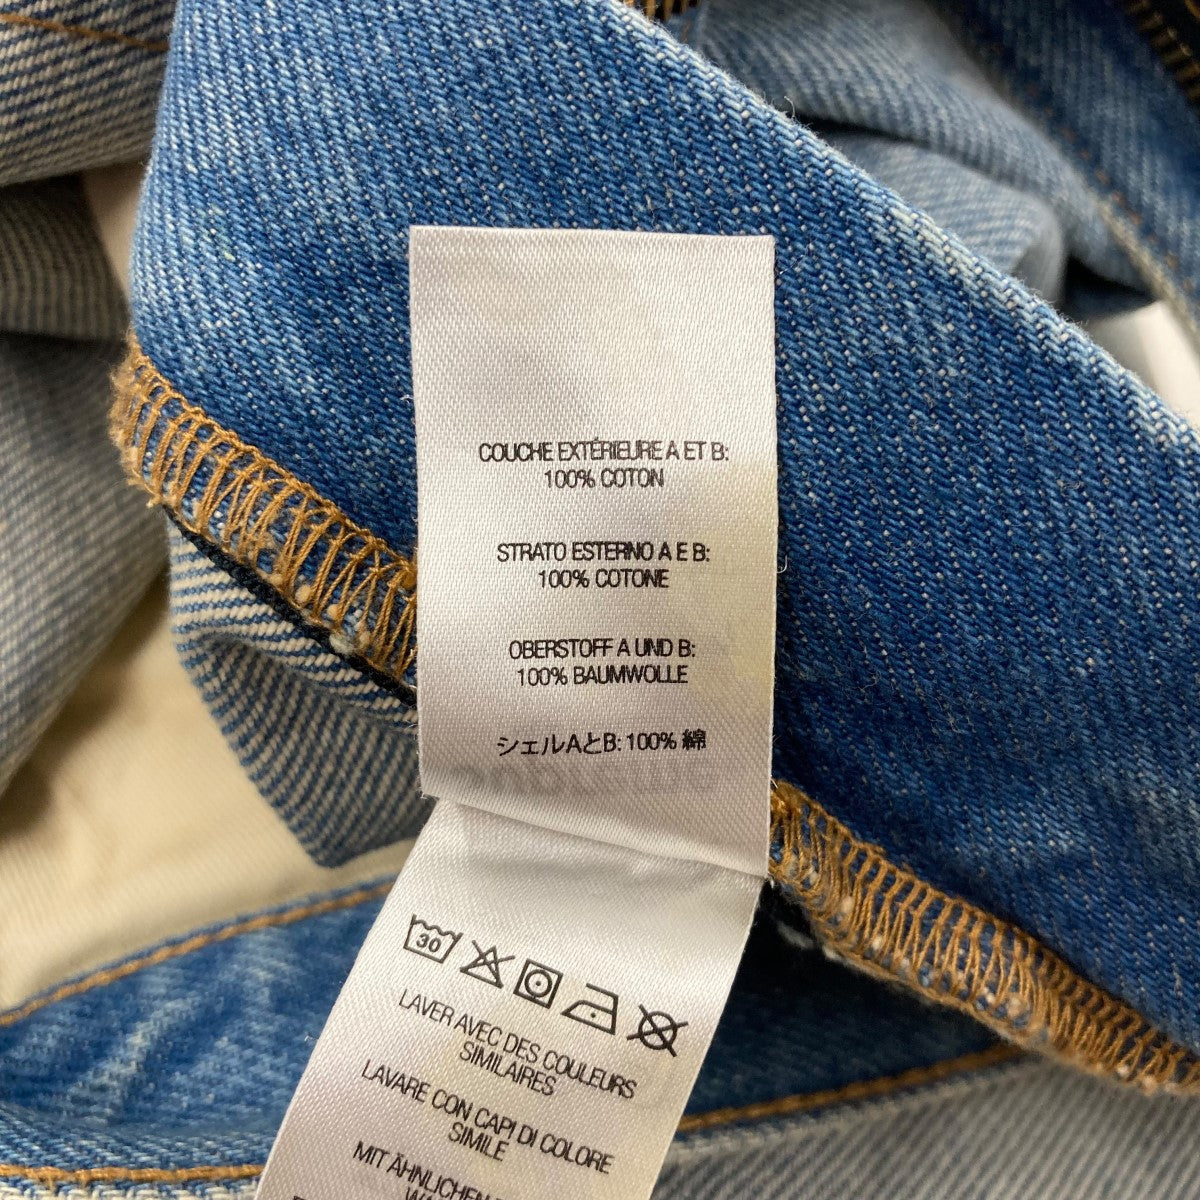 COUCHE EXTÉRIEURE A ET B:
100% COTON
STRATO ESTERNO A E B:
100% COTONE
OBERSTOFF A UND B:
100% BAUMWOLLE
シェルAとB: 100% 綿
30
LAVER AVEC DES COULEURS
SIMILAIRES
LAVARE CON CAPI DI COLORE
SIMILE
MIT ÄHNLICHEN